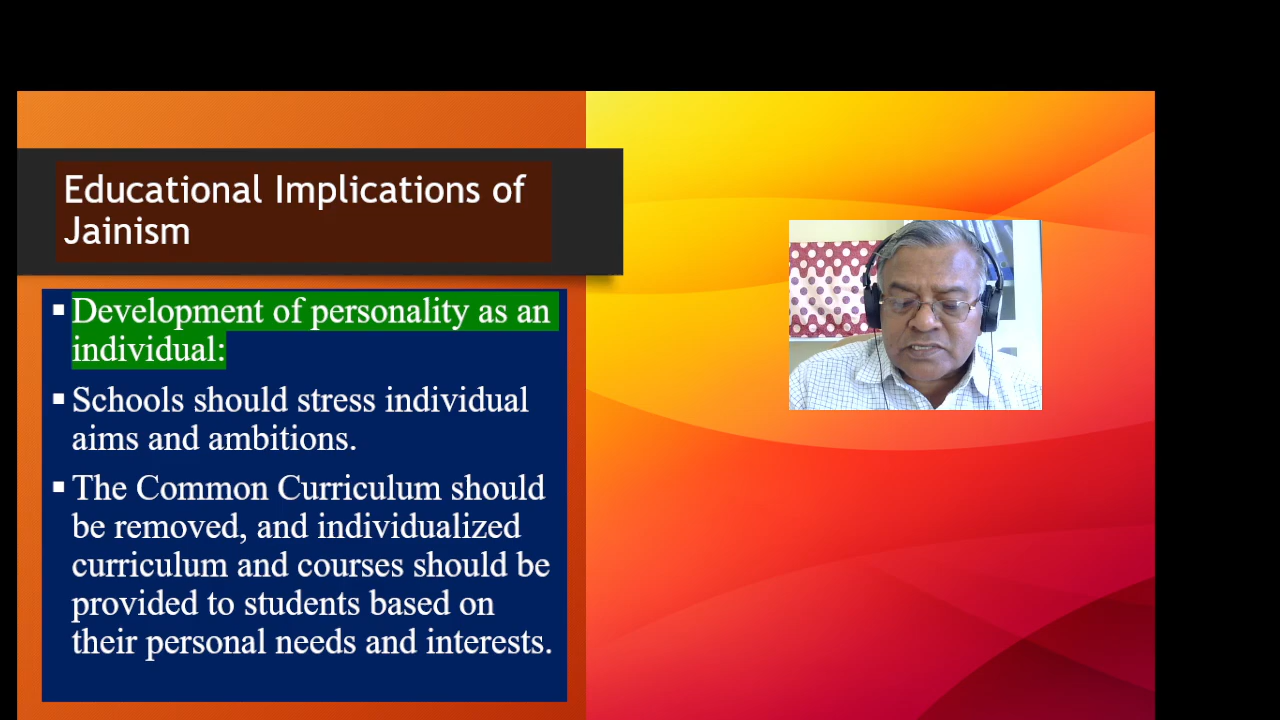 Educational Implications of
Jainism
▪ Development of personality as an
individual:
▪ Schools should stress individual
aims and ambitions.
▪ The Common Curriculum should
be removed, and individualized
curriculum and courses should be
provided to students based on
their personal needs and interests.